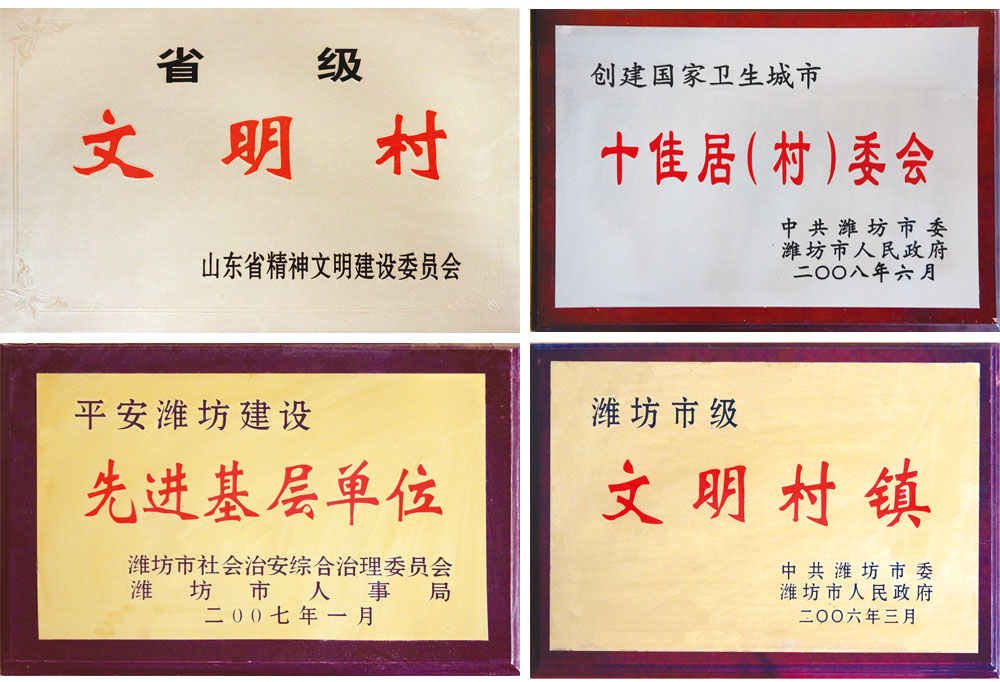 省 级
文 明 村
山东省精神文明建设委员会
创建国家卫生城市
十佳居(村)委会
中共潍坊市委
潍坊市人民政府
二〇〇八年六月
平安潍坊建设
先进基层单位
潍坊市社会治安综合治理委员会
潍坊市人事局
二00七年一月
潍坊市级
文明村镇
中共潍坊市委
潍坊市人民政府
二〇〇六年三月